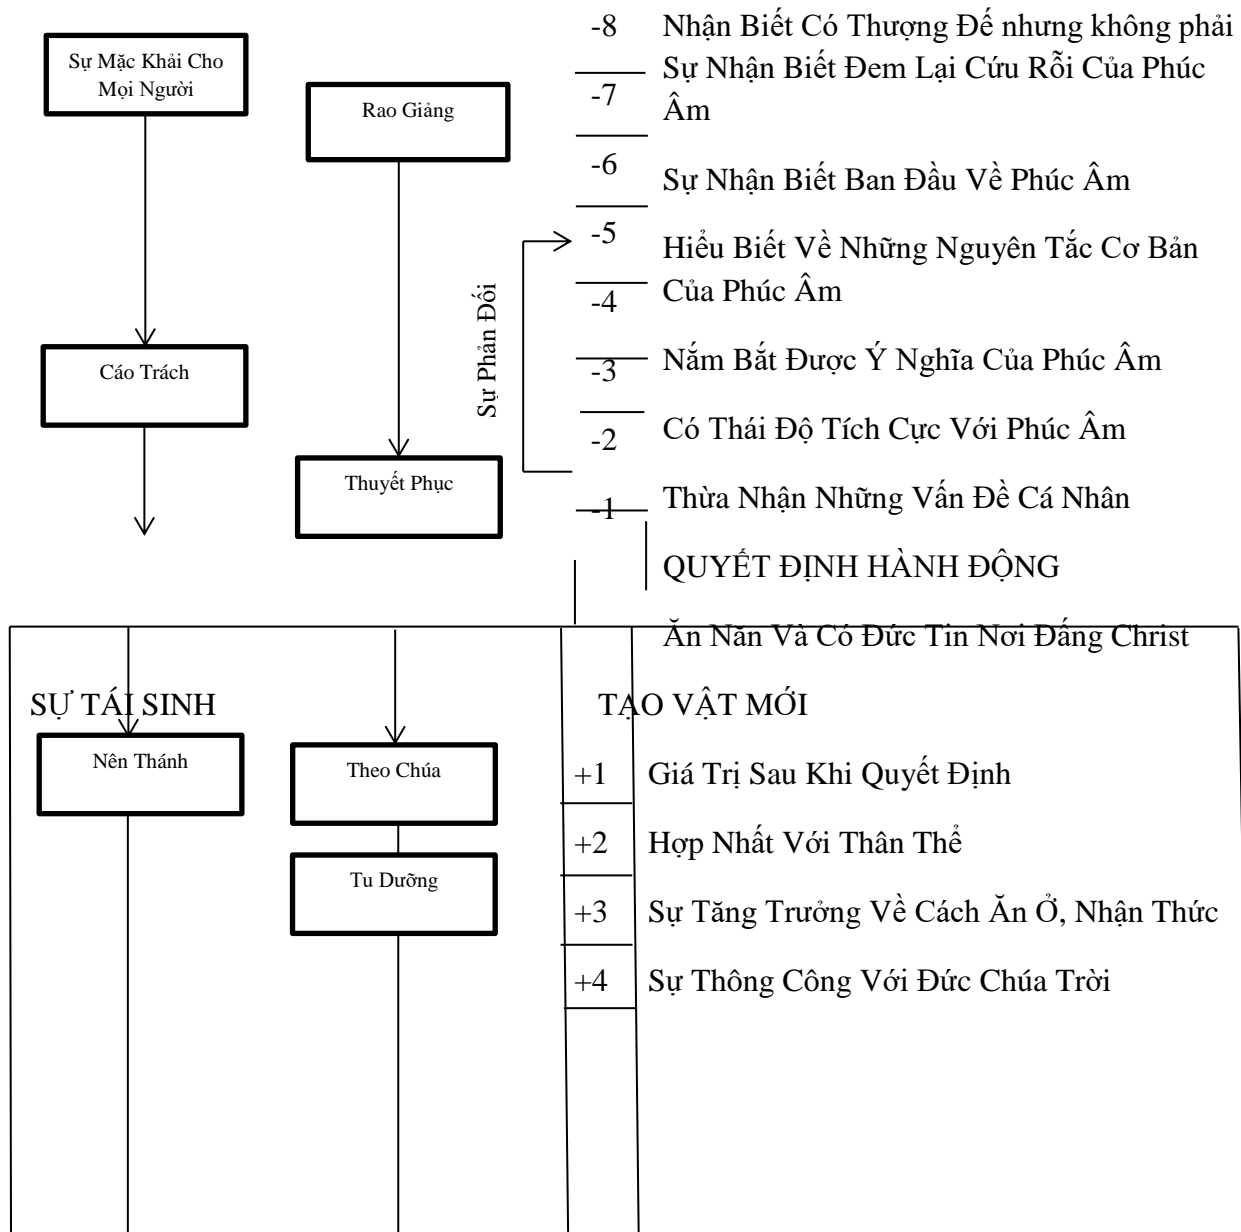 Sự Mặc Khải Cho
Mọi Người
Cáo Trách
Rao Giảng
Thuyết Phục
Sự Phản Đối
-8 Nhận Biết Có Thượng Đế nhưng không phải
Sự Nhận Biết Đem Lại Cứu Rỗi Của Phúc
-7
Âm
-6 Sự Nhận Biết Ban Đầu Về Phúc Âm
-5 Hiểu Biết Về Những Nguyên Tắc Cơ Bản
Của Phúc Âm
-4
-3 Nắm Bắt Được Ý Nghĩa Của Phúc Âm
-2 Có Thái Độ Tích Cực Với Phúc Âm
-1 Thừa Nhận Những Vấn Đề Cá Nhân
QUYẾT ĐỊNH HÀNH ĐỘNG
Ăn Năn Và Có Đức Tin Nơi Đấng Christ
SỰ TÁI SINH
TẠO VẬT MỚI
Nên Thánh
Theo Chúa
Tu Dưỡng
+1 Giá Trị Sau Khi Quyết Định
+2 Hợp Nhất Với Thân Thể
+3 Sự Tăng Trưởng Về Cách Ăn Ở, Nhận Thức
+4 Sự Thông Công Với Đức Chúa Trời